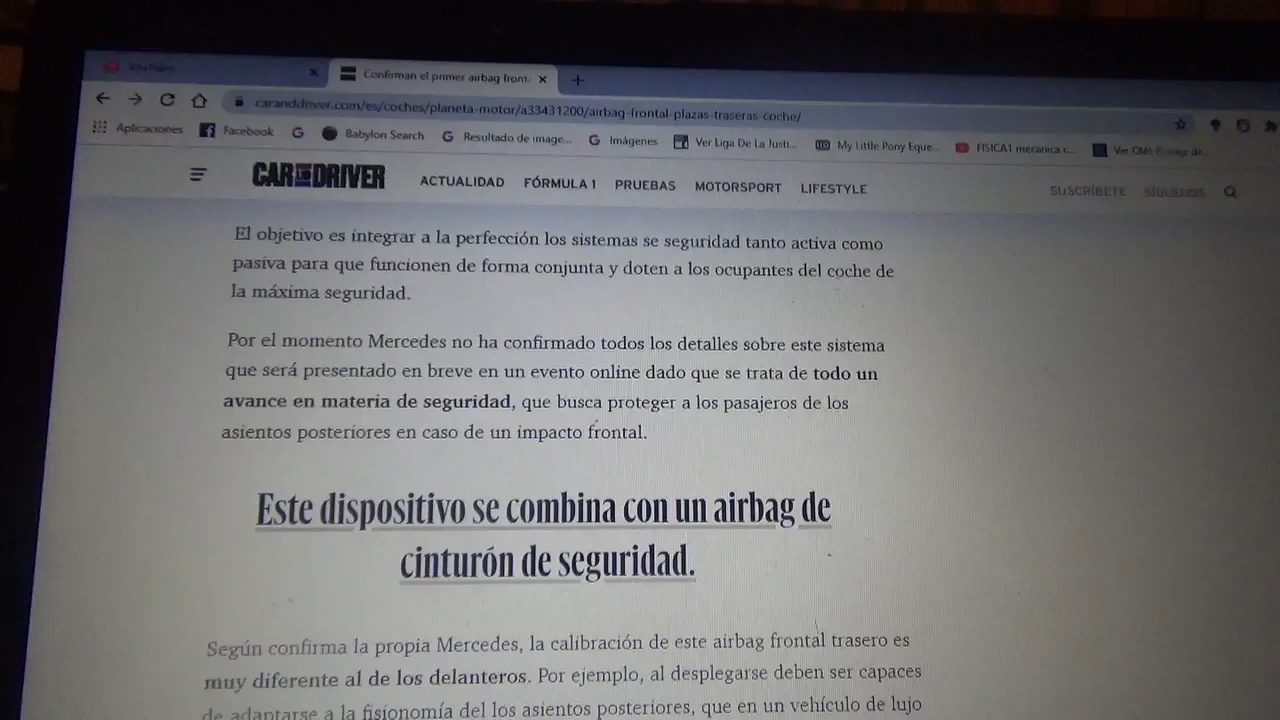 YouTube
Confirman el primer airbag front
caranddriver.com/es/coches/planeta-motor/a33431200/airbag-frontal-plazas-traseras-coche/
Aplicaciones Facebook Babylon Search Resultado de image... Imágenes Ver Liga De La Justi... My Little Pony Eque... FISICA1 mecanica c...
CAR AND DRIVER ACTUALIDAD FÓRMULA 1 PRUEBAS MOTORSPORT LIFESTYLE SUSCRÍBETE SÍGUENOS
El objetivo es integrar a la perfección los sistemas se seguridad tanto activa como
pasiva para que funcionen de forma conjunta y doten a los ocupantes del coche de
la máxima seguridad.
Por el momento Mercedes no ha confirmado todos los detalles sobre este sistema
que será presentado en breve en un evento online dado que se trata de todo un
avance en materia de seguridad, que busca proteger a los pasajeros de los
asientos posteriores en caso de un impacto frontal.
Este dispositivo se combina con un airbag de
cinturón de seguridad.
Según confirma la propia Mercedes, la calibración de este airbag frontal trasero es
muy diferente al de los delanteros. Por ejemplo, al desplegarse deben ser capaces
de adaptarse a la fisionomía del los asientos posteriores, que en un vehículo de lujo